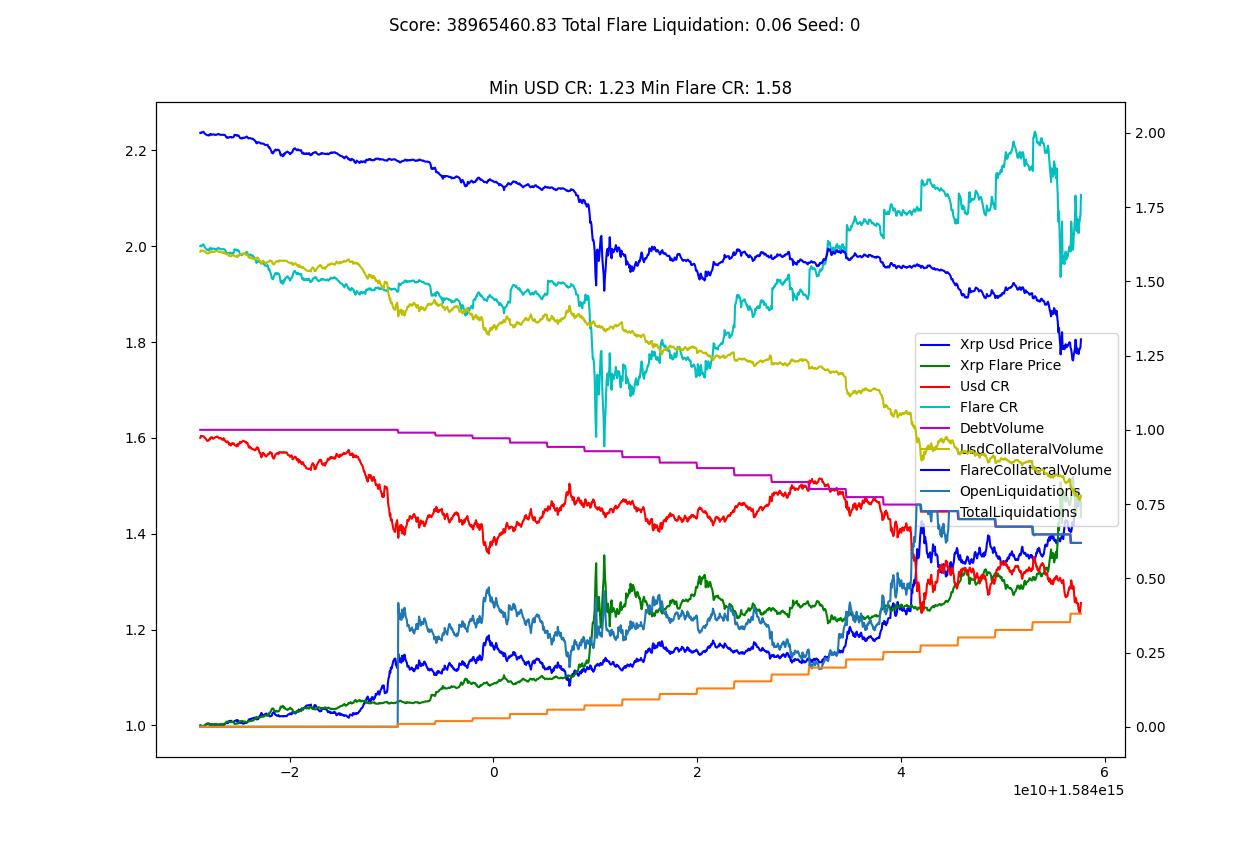 Score: 38965460.83 Total Flare Liquidation: 0.06 Seed: 0
Min USD CR: 1.23 Min Flare CR: 1.58
2.2
2.0
1.8
1.6
1.4
1.2
1.0
2.00
1.75
1.50
1.25
1.00
0.75
0.50
0.25
0.00
Xrp Usd Price
Xrp Flare Price
Usd CR
Flare CR
DebtVolume
UsdCollateralVolume
FlareCollateralVolume
OpenLiquidations
TotalLiquidations
−2
0
2
4
6
1e10+1.584e15